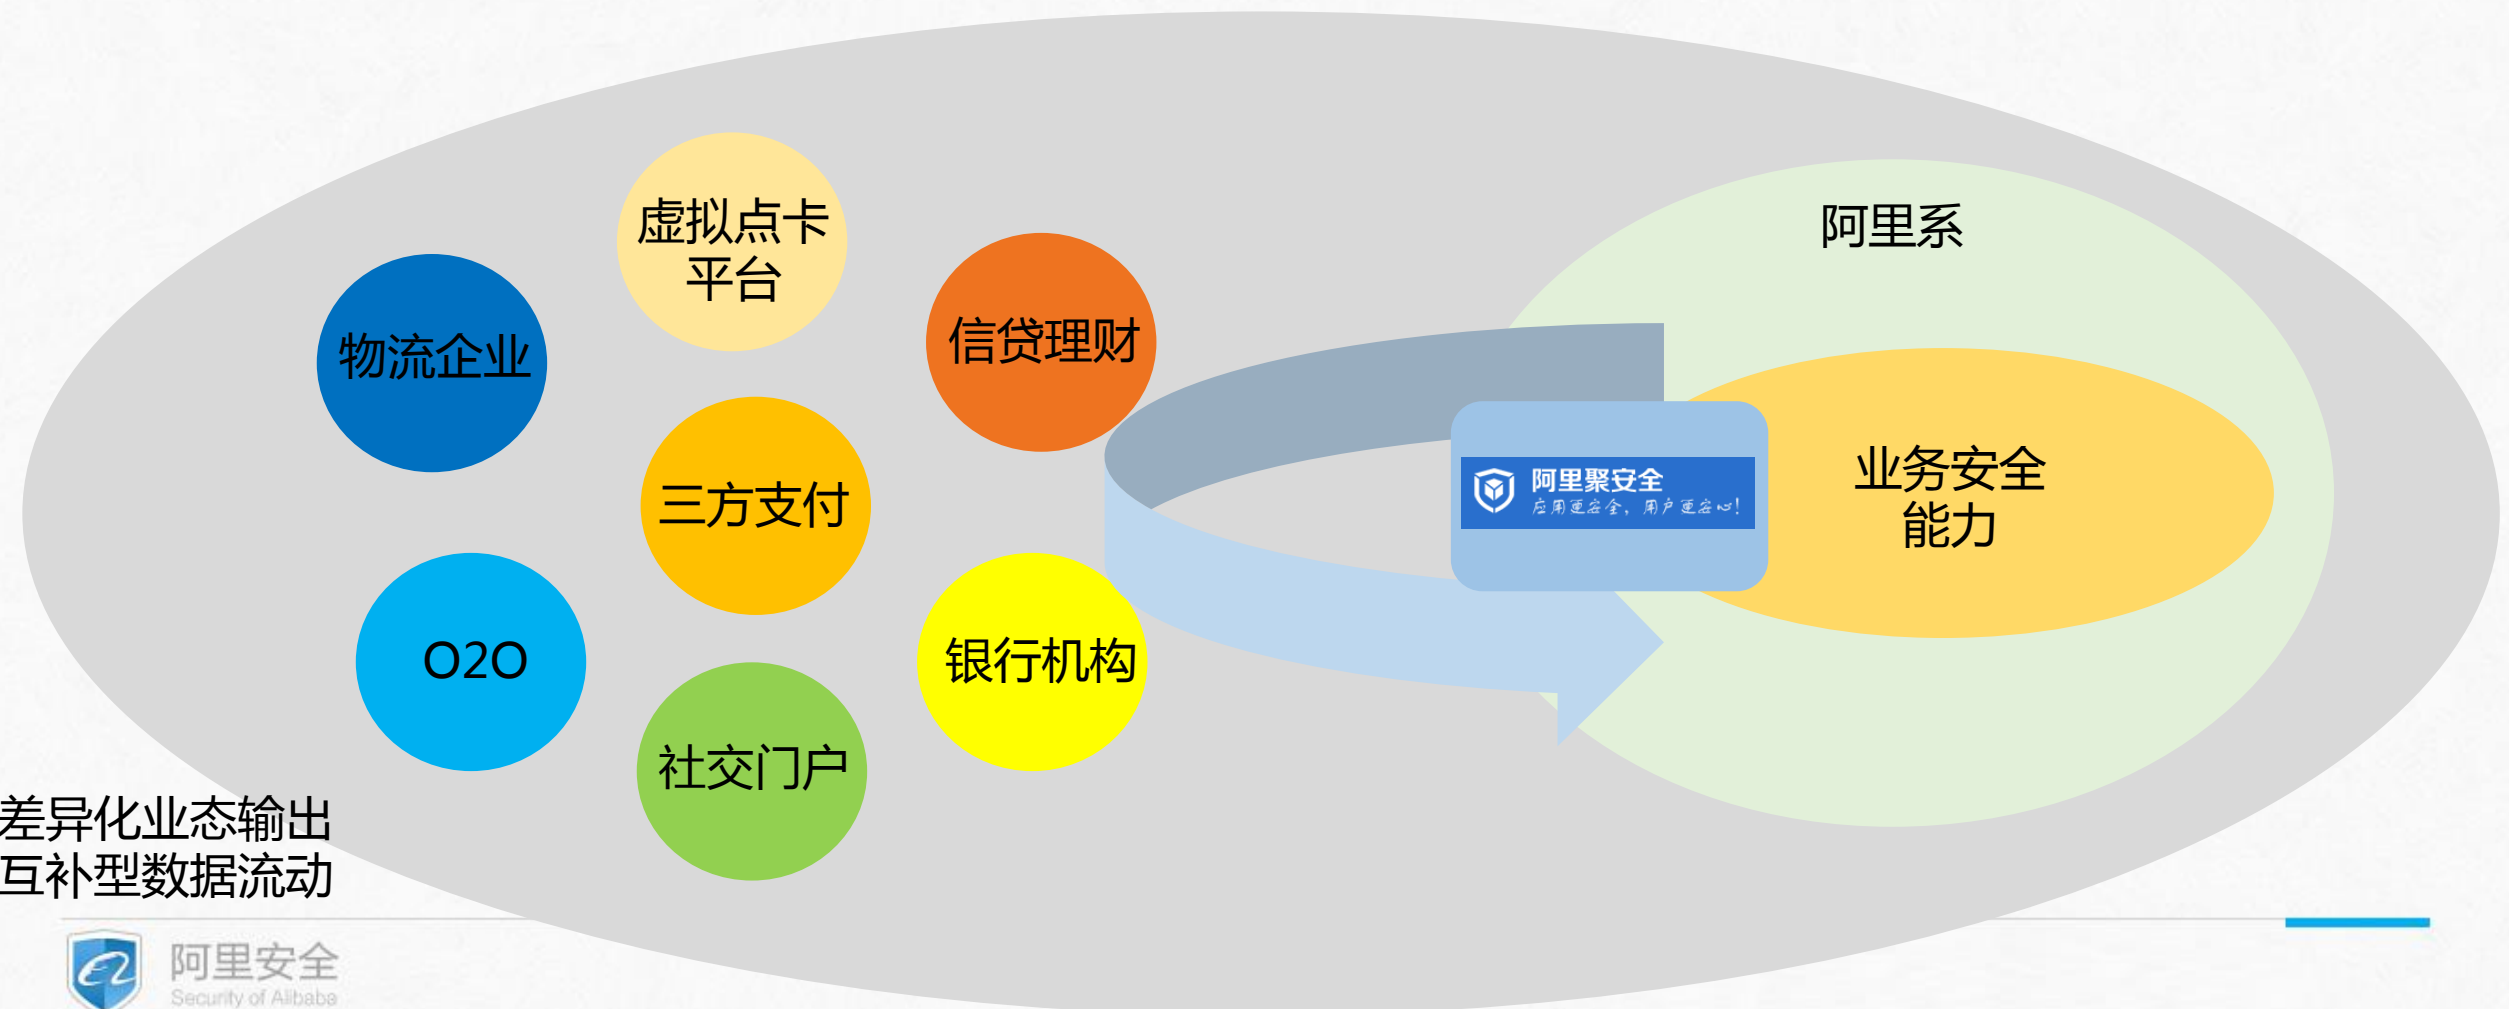 虚拟点卡
平台
物流企业
信贷理财
三方支付
O2O
银行机构
社交门户
阿里系
阿里聚安全
应用更安全，用户更安心！
业务安全
能力
差异化业态输出
互补型数据流动
阿里安全
Security of Alibaba